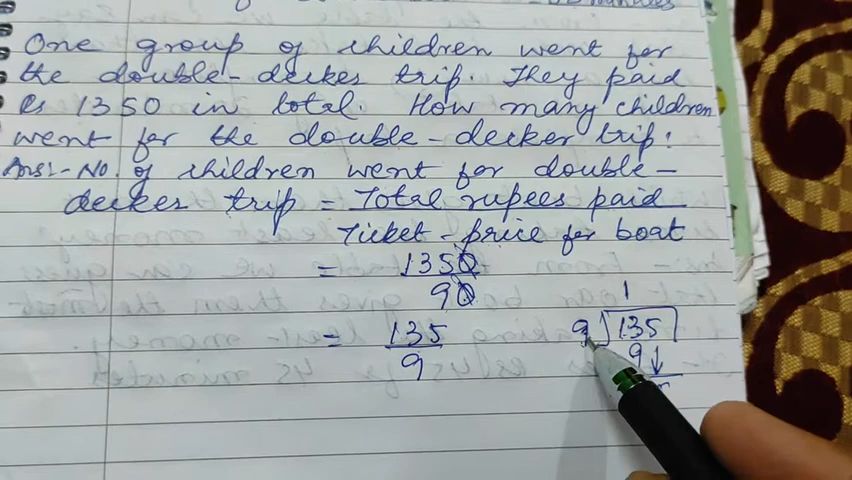 One group of children went for
the double-decker trip. They paid
Rs 1350 in total. How many children
went for the double-decker trip?
Ans:- No. of children went for double-
decker trip = Total rupees paid
Ticket-price for boat
= 1350
90
= 135
9
1
9)135
9↓